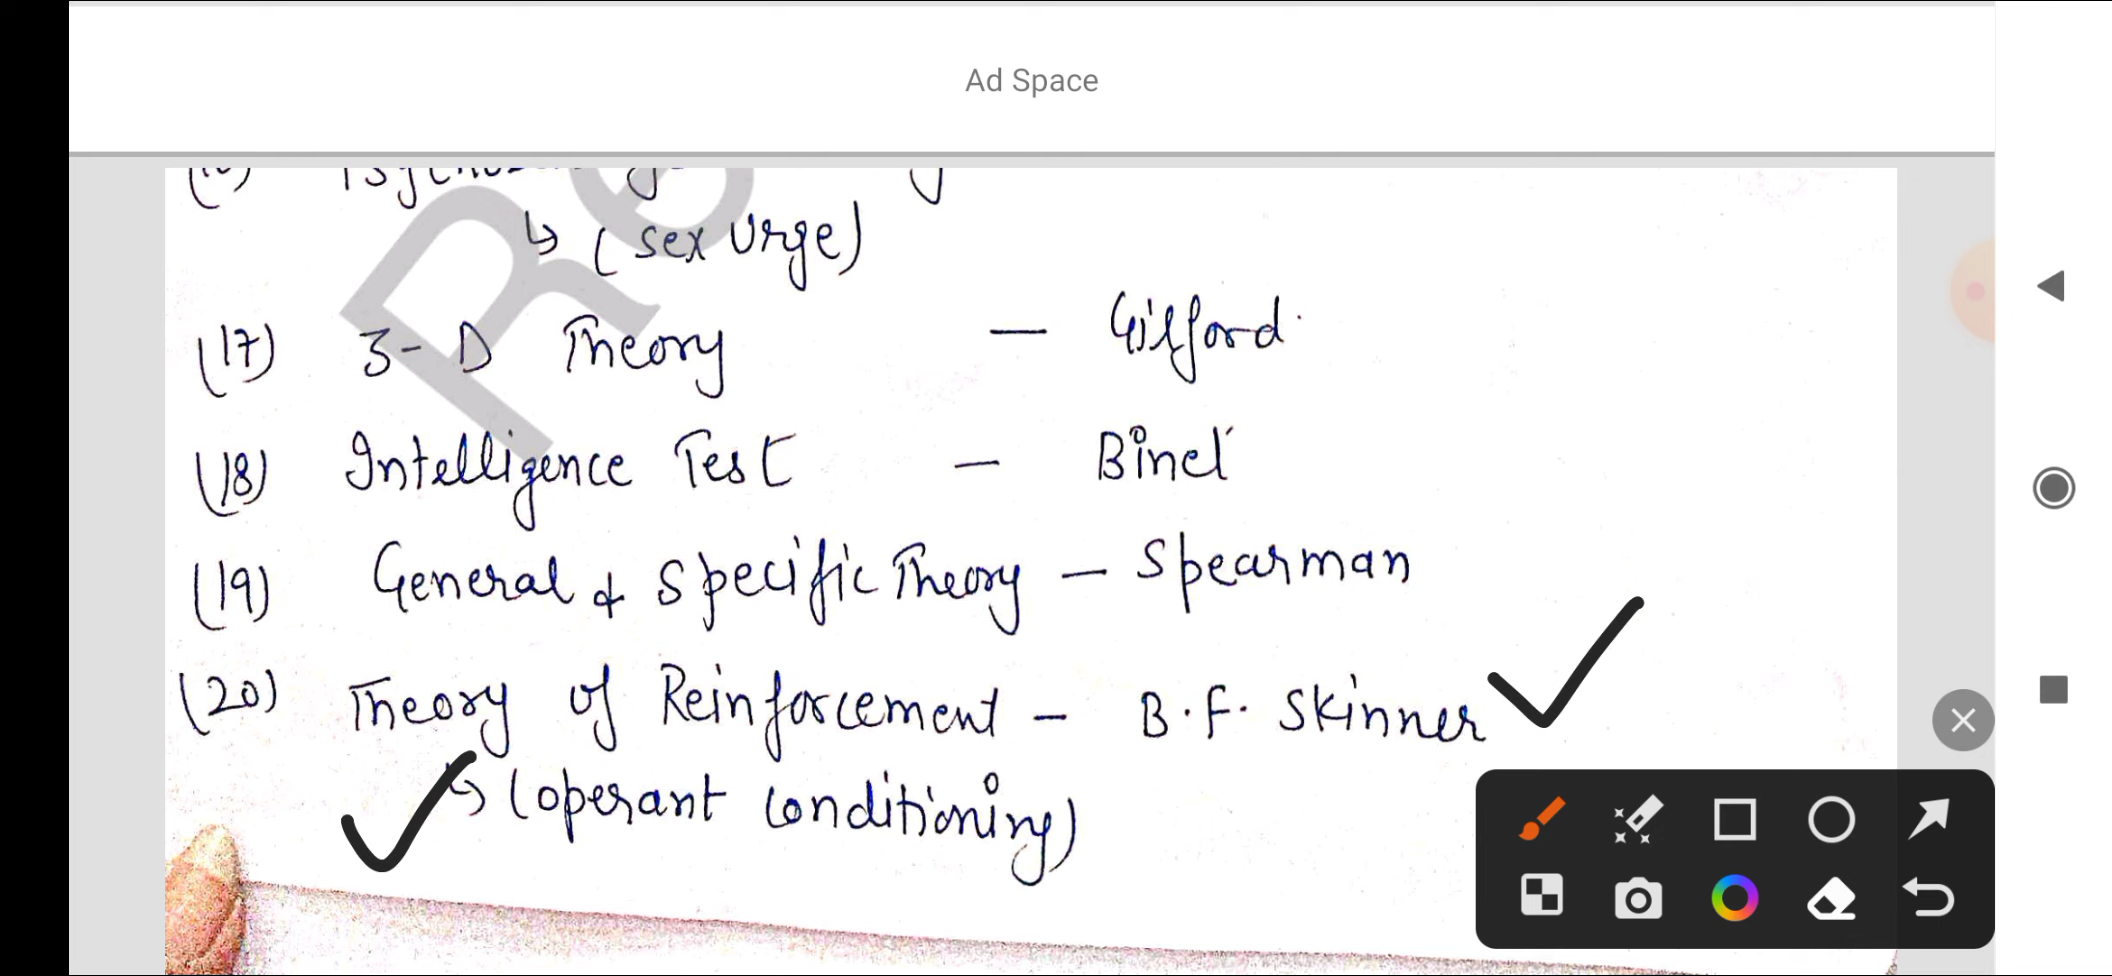 Ad Space
(sex urge)
(17) 3-D Theory — Gilford.
(18) Intelligence Test — Binet
(19) General & Specific Theory — Spearman
(20) Theory of Reinforcement — B.F. Skinner
(operant conditioning)